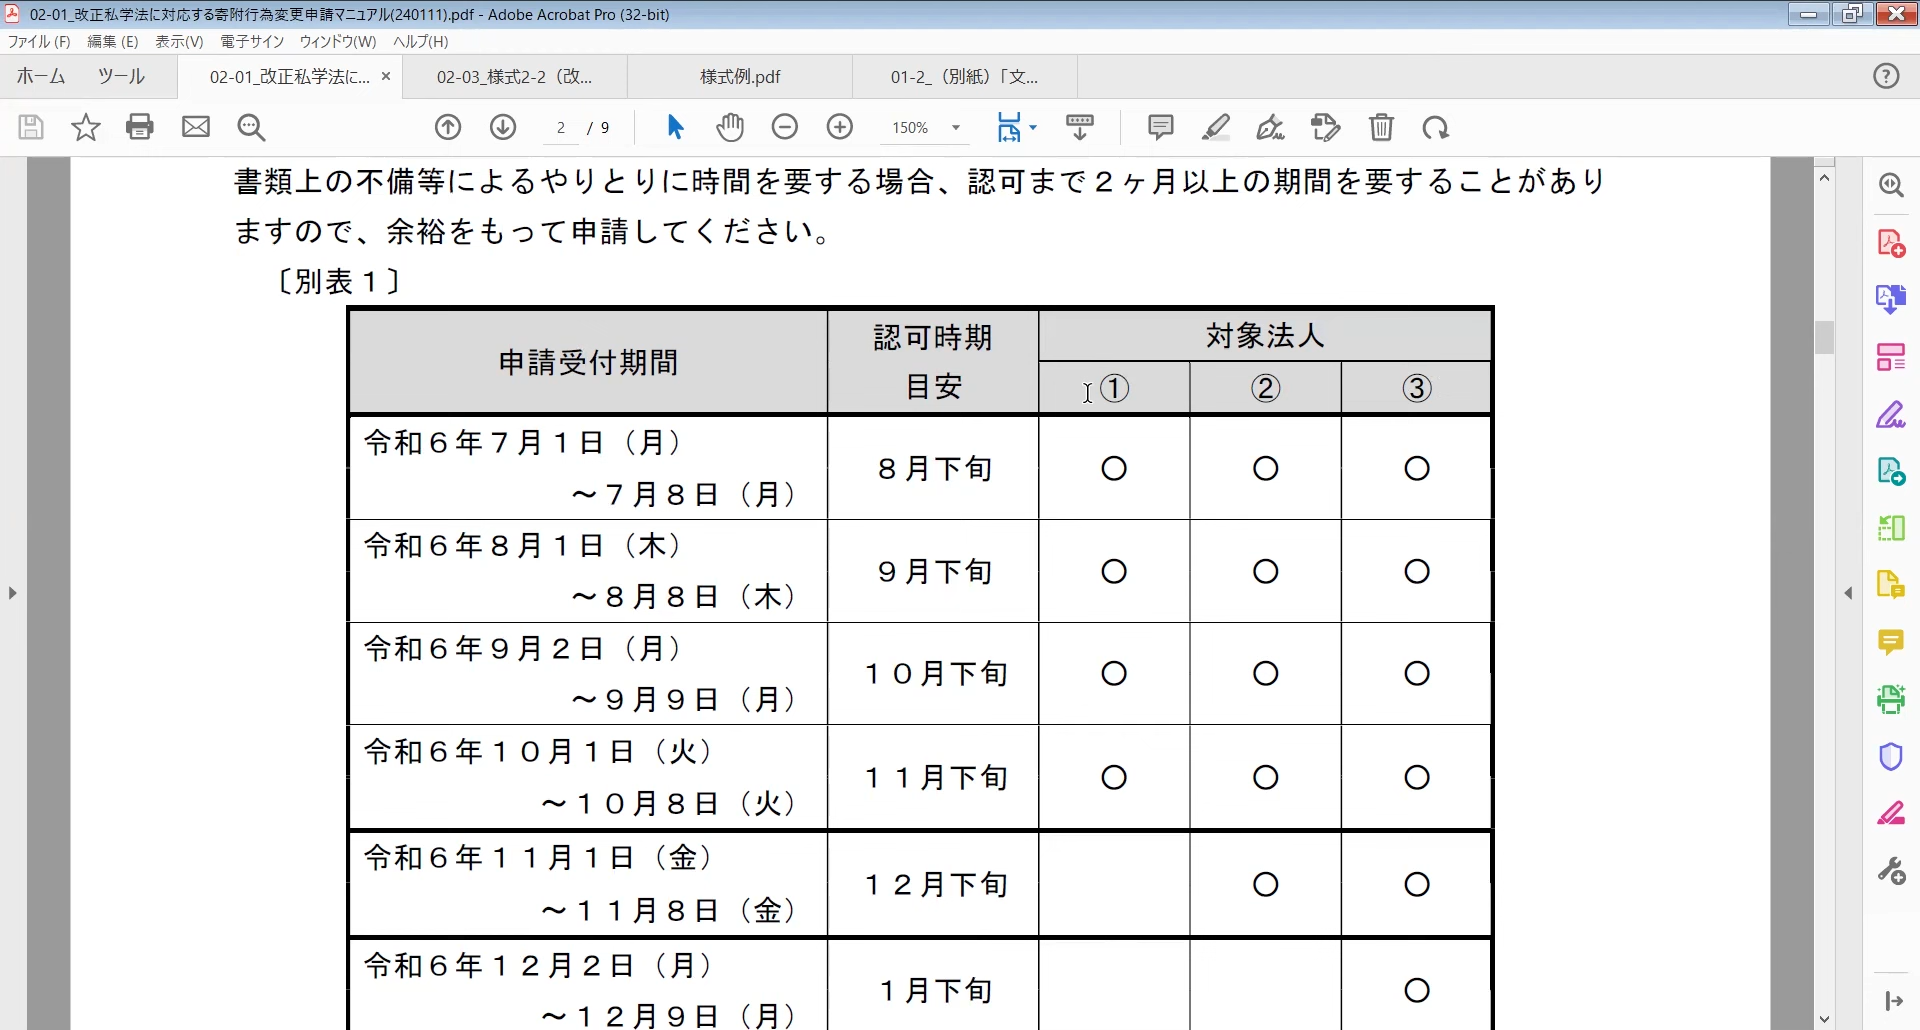 02-01_改正私学法に対応する寄附行為変更申請マニュアル(240111).pdf - Adobe Acrobat Pro (32-bit)
ファイル(F) 編集(E) 表示(V) 電子サイン ウィンドウ(W) ヘルプ(H)
ホーム ツール 02-01_改正私学法に... × 02-03_様式2-2（改... 様式例.pdf 01-2_（別紙）「文...
2 / 9 150%
書類上の不備等によるやりとりに時間を要する場合、認可まで２ヶ月以上の期間を要することがあり
ますので、余裕をもって申請してください。
〔別表１〕
申請受付期間 認可時期 目安 対象法人
① ② ③
令和６年７月１日（月）
～７月８日（月） ８月下旬 ○ ○ ○
令和６年８月１日（木）
～８月８日（木） ９月下旬 ○ ○ ○
令和６年９月２日（月）
～９月９日（月） １０月下旬 ○ ○ ○
令和６年１０月１日（火）
～１０月８日（火） １１月下旬 ○ ○ ○
令和６年１１月１日（金）
～１１月８日（金） １２月下旬 ○ ○
令和６年１２月２日（月）
～１２月９日（月） １月下旬 ○